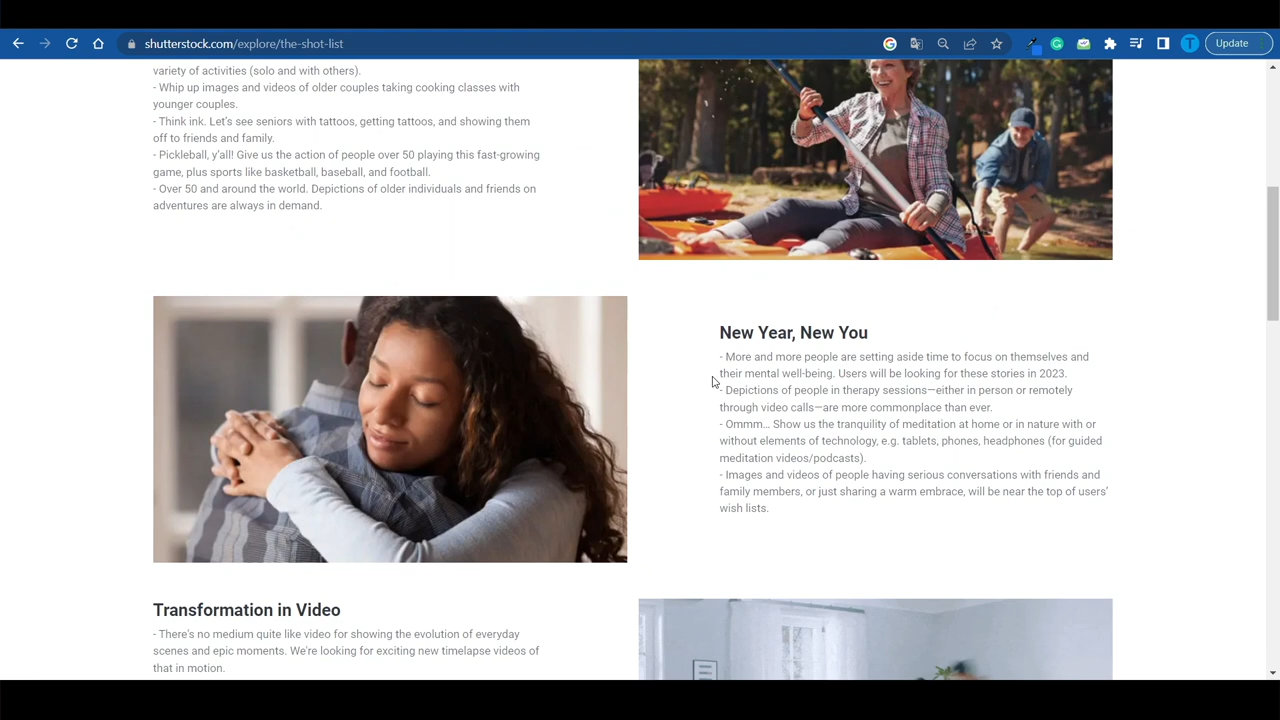 shutterstock.com/explore/the-shot-list
Update
variety of activities (solo and with others).
- Whip up images and videos of older couples taking cooking classes with
younger couples.
- Think ink. Let's see seniors with tattoos, getting tattoos, and showing them
off to friends and family.
- Pickleball, y'all! Give us the action of people over 50 playing this fast-growing
game, plus sports like basketball, baseball, and football.
- Over 50 and around the world. Depictions of older individuals and friends on
adventures are always in demand.
New Year, New You
- More and more people are setting aside time to focus on themselves and
their mental well-being. Users will be looking for these stories in 2023.
- Depictions of people in therapy sessions—either in person or remotely
through video calls—are more commonplace than ever.
- Ommm... Show us the tranquility of meditation at home or in nature with or
without elements of technology, e.g. tablets, phones, headphones (for guided
meditation videos/podcasts).
- Images and videos of people having serious conversations with friends and
family members, or just sharing a warm embrace, will be near the top of users'
wish lists.
Transformation in Video
- There's no medium quite like video for showing the evolution of everyday
scenes and epic moments. We're looking for exciting new timelapse videos of
that in motion.